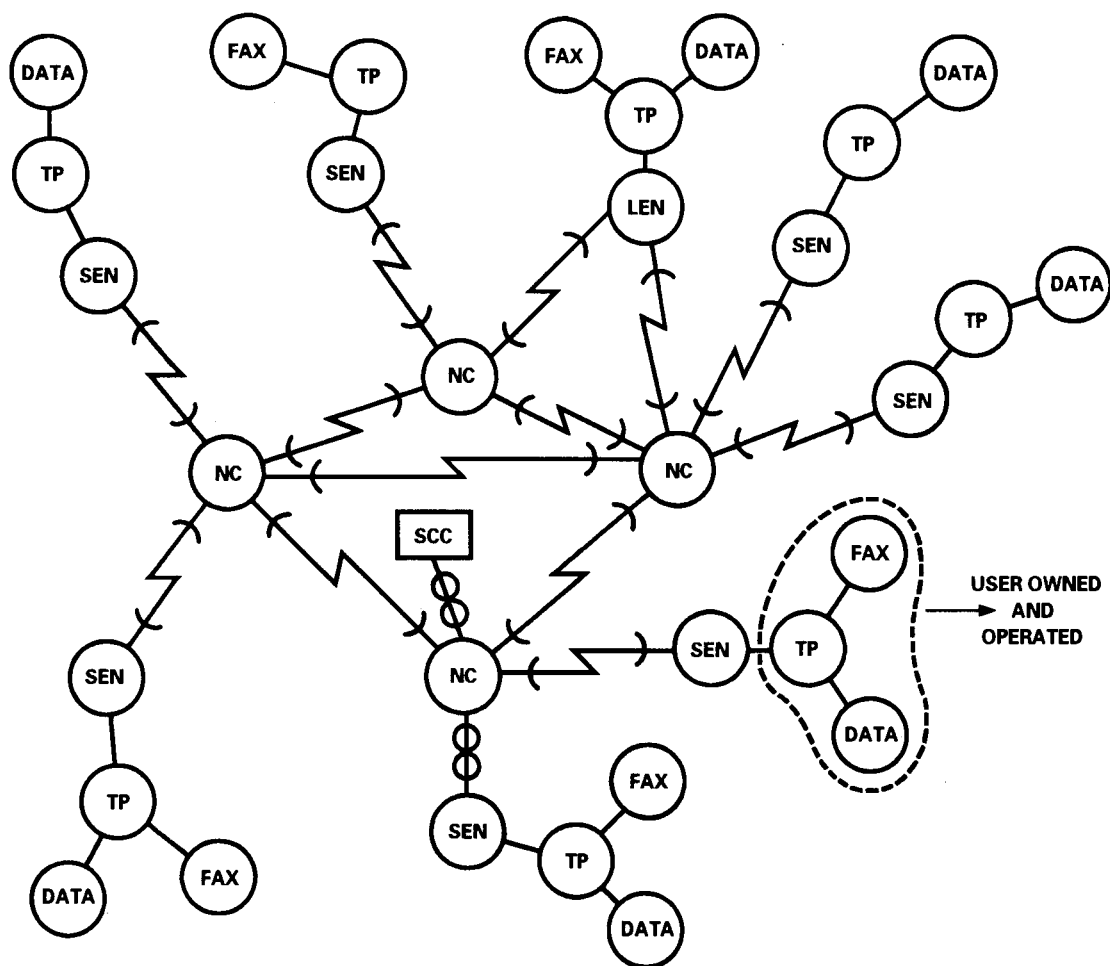 FAX
DATA
FAX
DATA
DATA
TP
TP
TP
TP
SEN
LEN
SEN
SEN
DATA
TP
NC
SEN
NC
NC
SCC
FAX
USER OWNED
AND
OPERATED
SEN
TP
NC
SEN
DATA
FAX
TP
SEN
TP
DATA
FAX
DATA